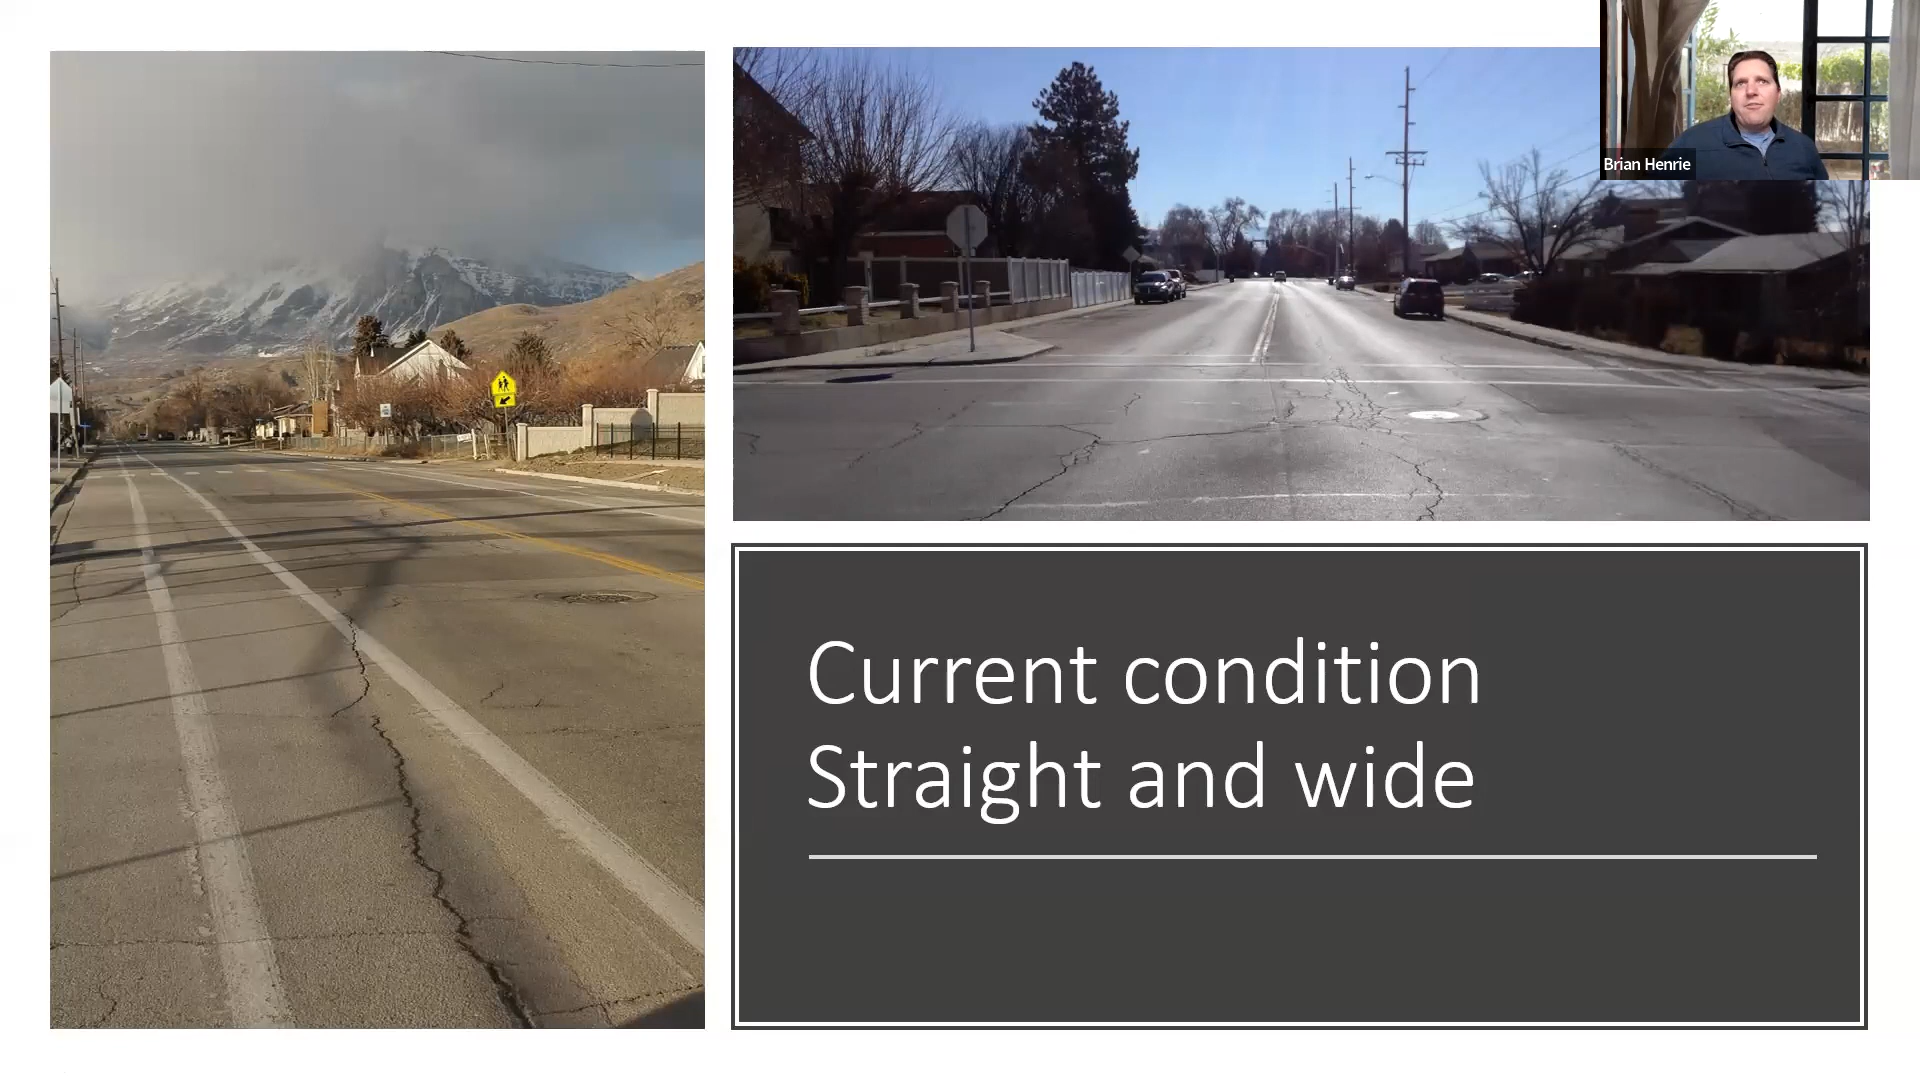 Brian Henrie
Current condition
Straight and wide